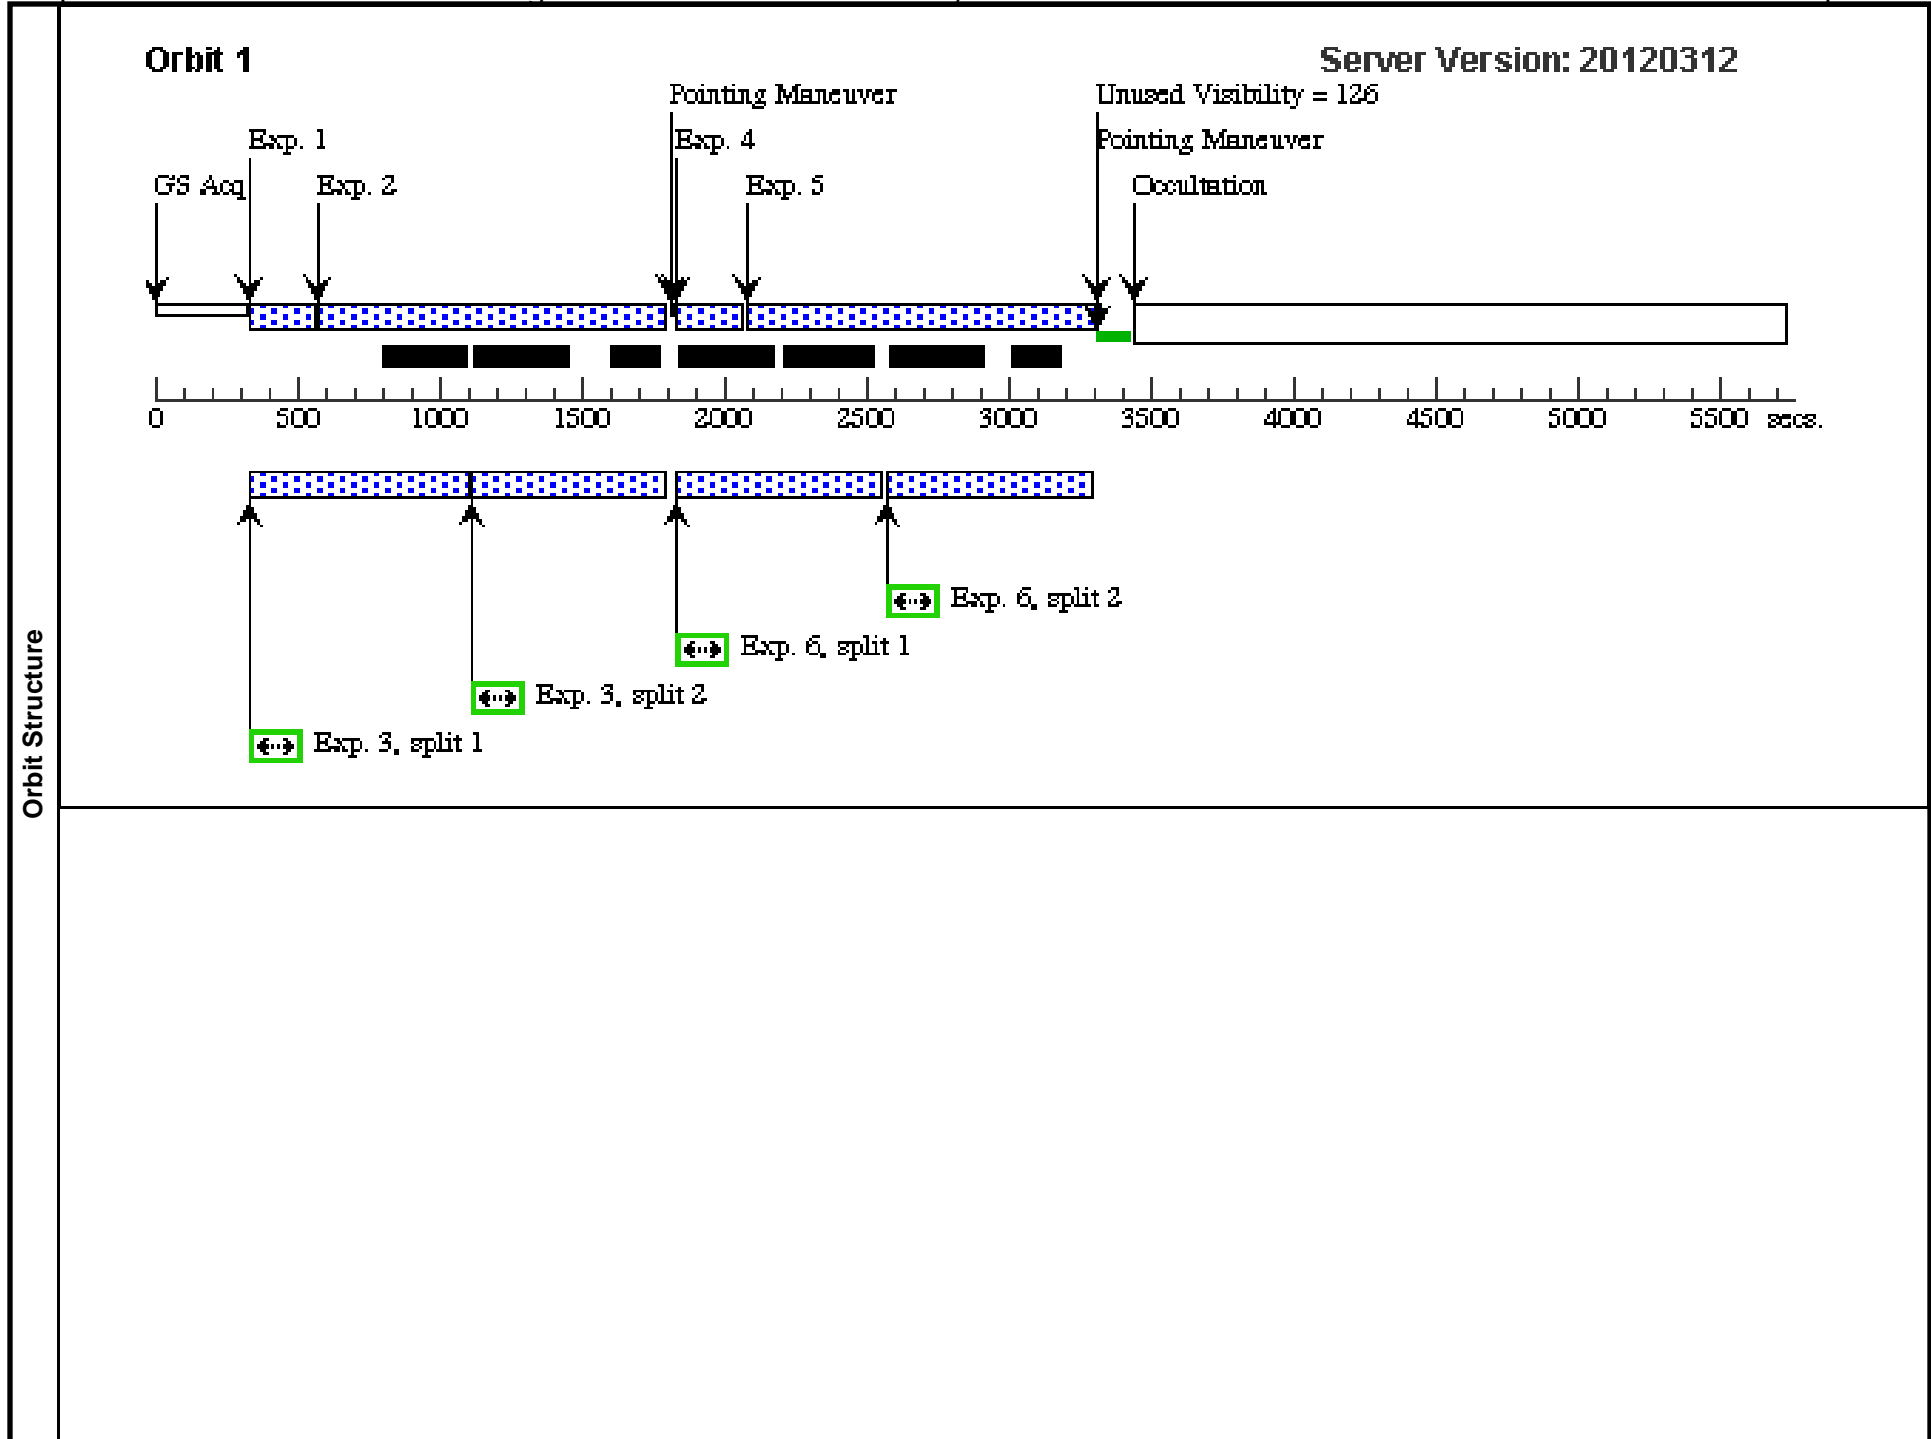 Orbit 1
Server Version: 20120312
Pointing Maneuver
Unused Visibility = 126
Exp. 1
Exp. 4
Pointing Maneuver
GS Acq
Exp. 2
Exp. 5
Occultation
0 500 1000 1500 2000 2500 3000 3500 4000 4500 5000 5500 secs.
Exp. 6, split 2
Exp. 6, split 1
Exp. 3, split 2
Exp. 3, split 1
Orbit Structure